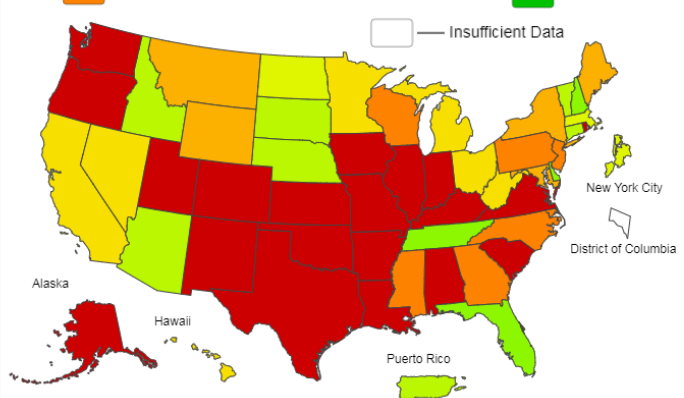 Insufficient Data
New York City
District of Columbia
Alaska
Hawaii
Puerto Rico